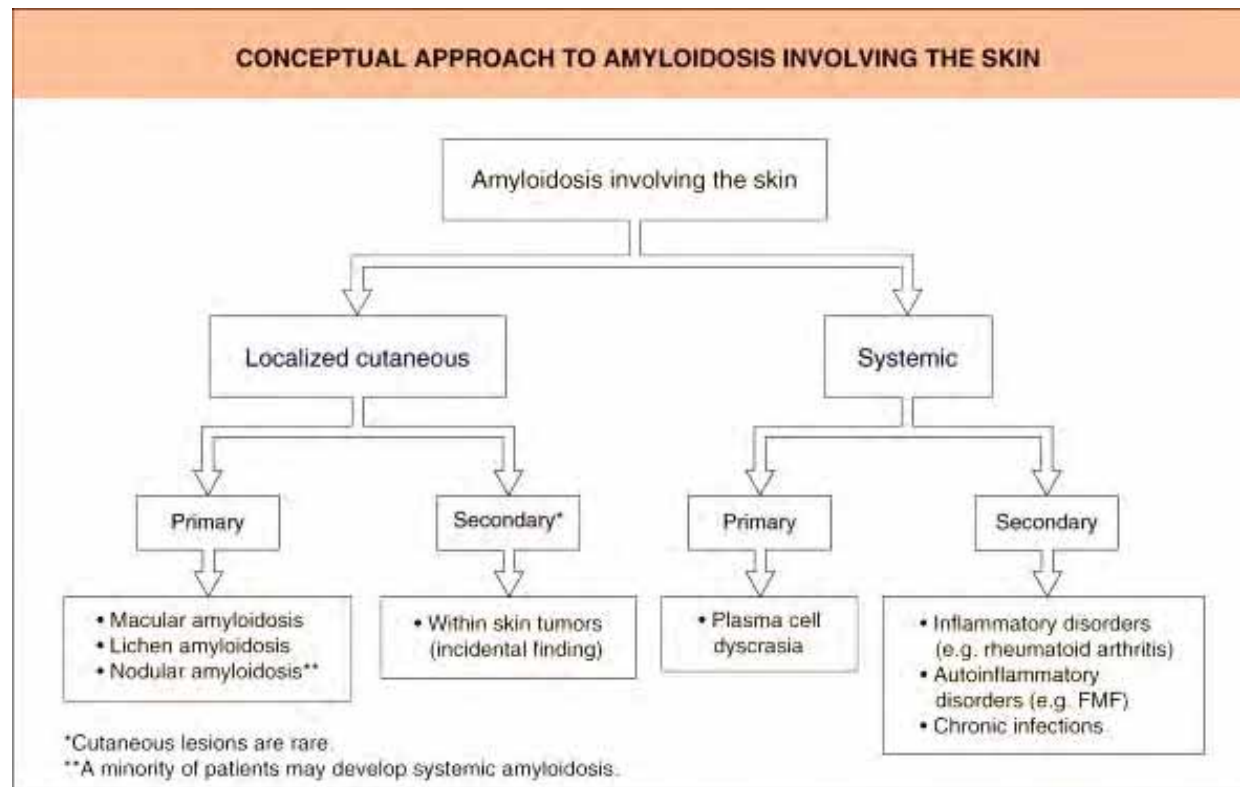 CONCEPTUAL APPROACH TO AMYLOIDOSIS INVOLVING THE SKIN
Amyloidosis involving the skin
Localized cutaneous
Systemic
Primary
Secondary*
Primary
Secondary
• Macular amyloidosis
• Lichen amyloidosis
• Nodular amyloidosis**
• Within skin tumors
(incidental finding)
• Plasma cell
dyscrasia
• Inflammatory disorders
(e.g. rheumatoid arthritis)
• Autoinflammatory
disorders (e.g. FMF)
• Chronic infections
*Cutaneous lesions are rare.
**A minority of patients may develop systemic amyloidosis.